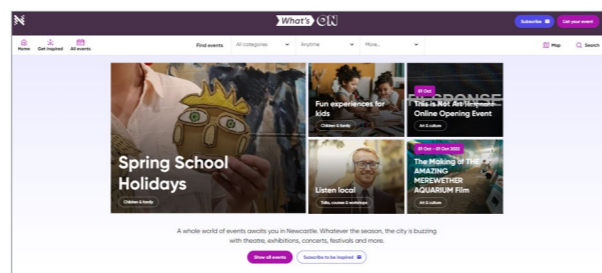 What's ON
Subscribe
List your event
Home
Get inspired
All events
Find events:
All categories
Anytime
More...
Map
Search
Spring School
Holidays
Children & family
Fun experiences for
kids
Children & family
01 Oct
RESPONSE
This is Not Art
Online Opening Event
Art & culture
Listen local
Talks, courses & workshops
01 Oct - 01 Oct 2022
The Making of THE
AMAZING
MEREWETHER
AQUARIUM Film
Art & culture
A whole world of events awaits you in Newcastle. Whatever the season, the city is buzzing
with theatre, exhibitions, concerts, festivals and more.
Show all events
Subscribe to be inspired